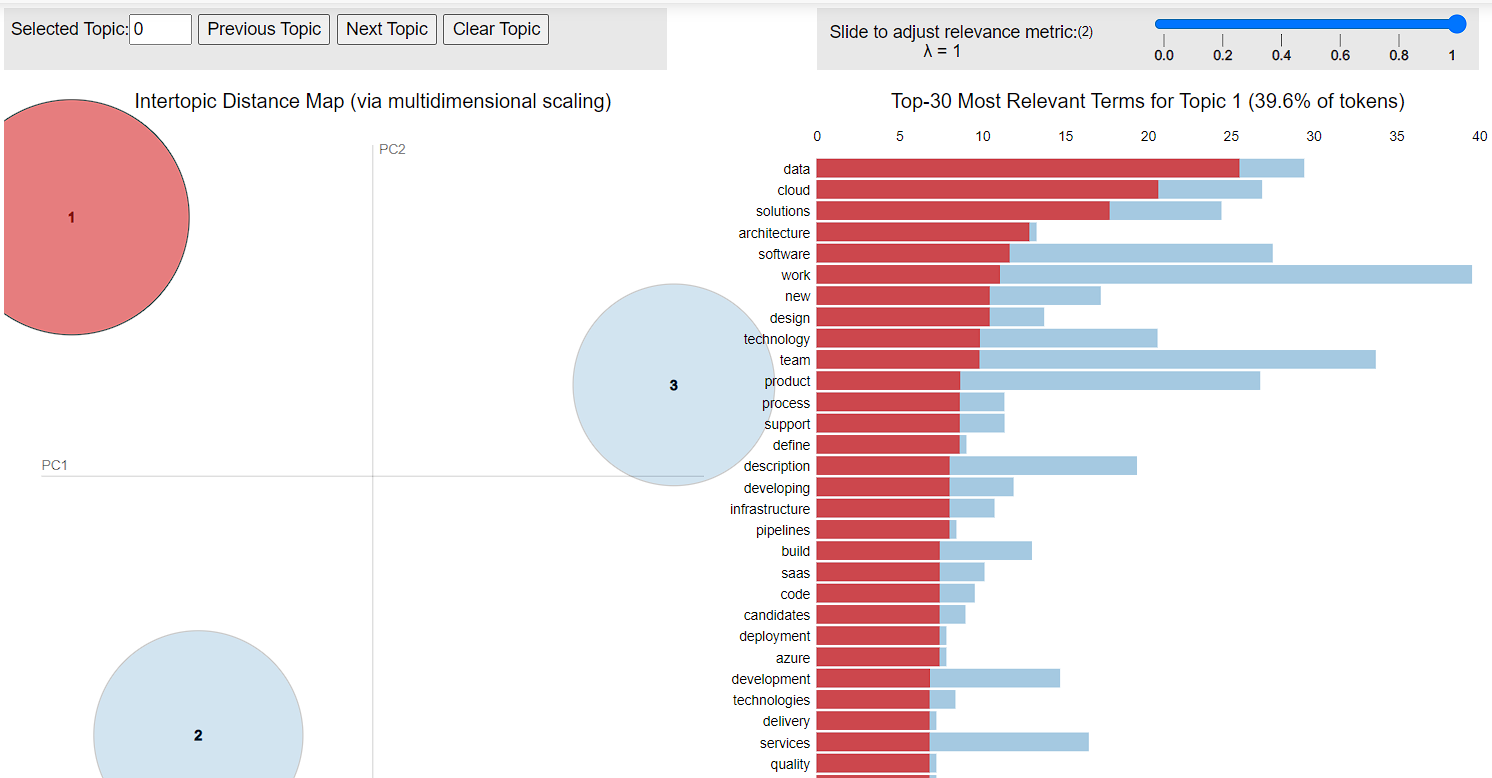 Selected Topic: 0 Previous Topic Next Topic Clear Topic
Slide to adjust relevance metric:(2)
λ = 1
0.0 0.2 0.4 0.6 0.8 1
Intertopic Distance Map (via multidimensional scaling)
PC2
PC1
1
3
2
Top-30 Most Relevant Terms for Topic 1 (39.6% of tokens)
0 5 10 15 20 25 30 35 40
data
cloud
solutions
architecture
software
work
new
design
technology
team
product
process
support
define
description
developing
infrastructure
pipelines
build
saas
code
candidates
deployment
azure
development
technologies
delivery
services
quality